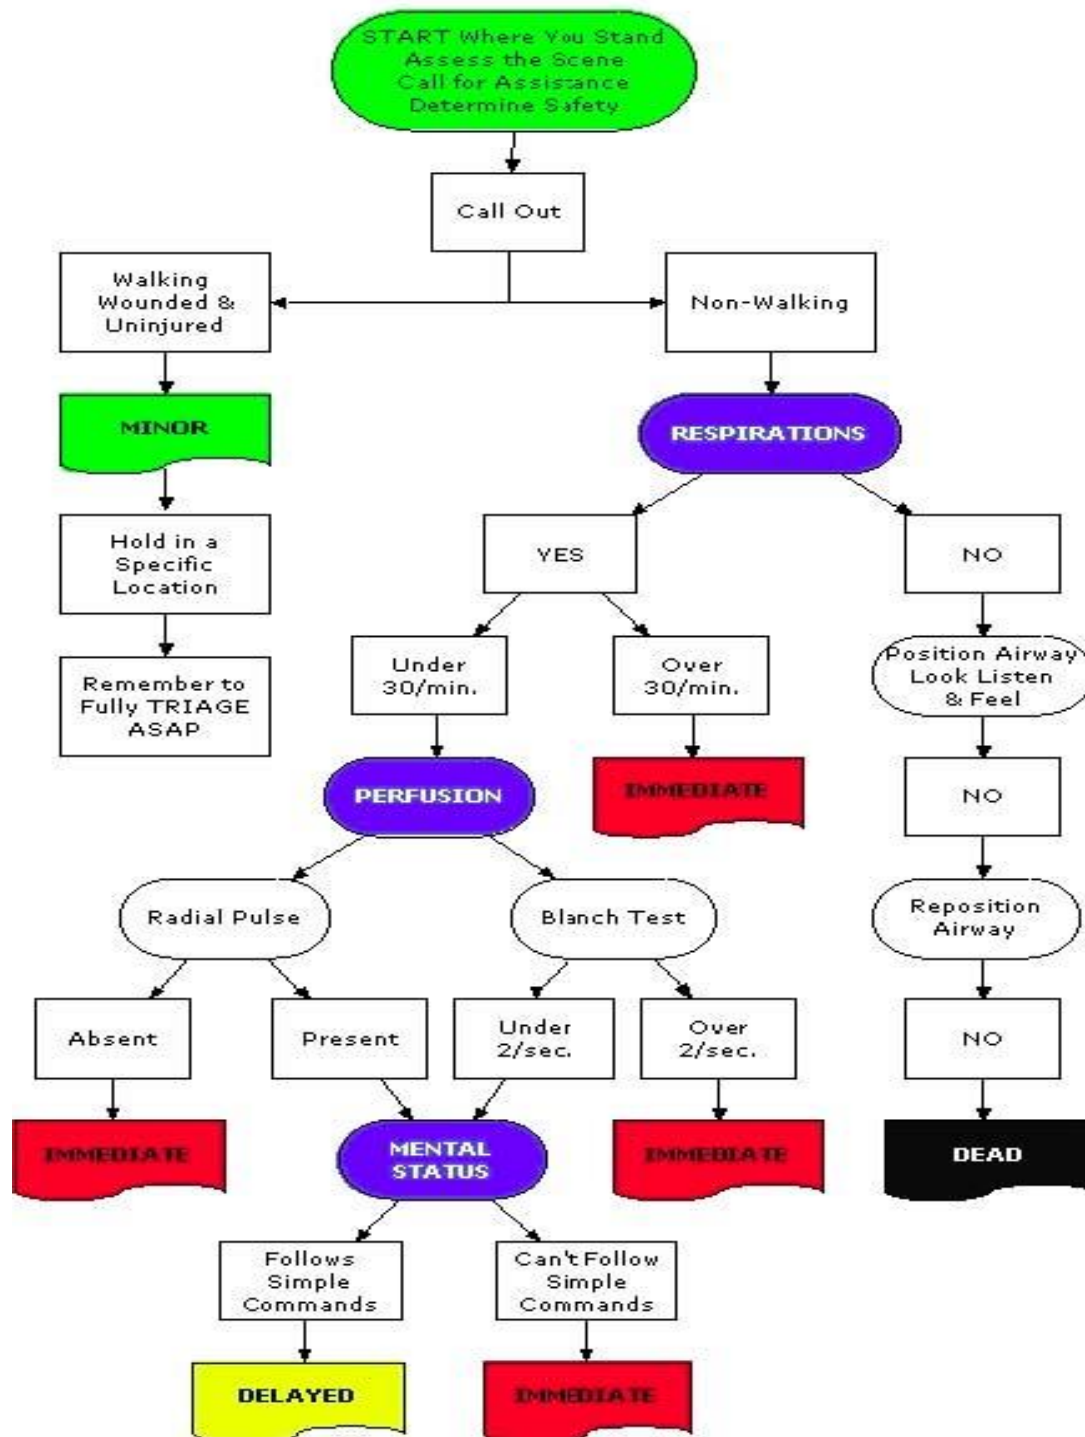 START Where You Stand
Assess the Scene
Call for Assistance
Determine Safety
Call Out
Walking
Wounded &
Uninjured
Non-Walking
MINOR
RESPIRATIONS
Hold in a
Specific
Location
YES
NO
Remember to
Fully TRIAGE
ASAP
Under
30/min.
Over
30/min.
Position Airway
Look Listen
& Feel
PERFUSION
IMMEDIATE
NO
Radial Pulse
Blanch Test
Reposition
Airway
Absent
Present
Under
2/sec.
Over
2/sec.
NO
IMMEDIATE
MENTAL
STATUS
IMMEDIATE
DEAD
Follows
Simple
Commands
Can't Follow
Simple
Commands
DELAYED
IMMEDIATE